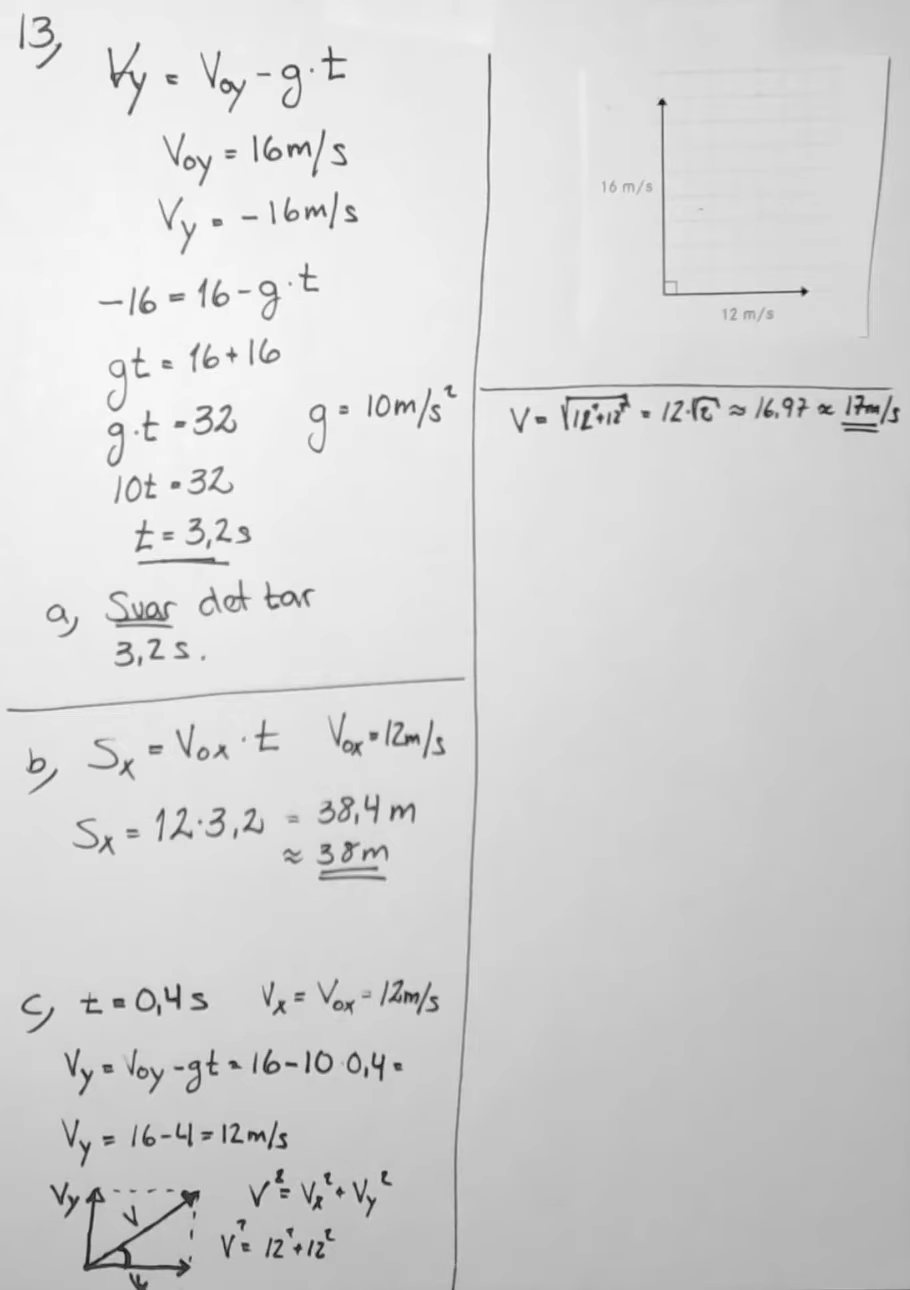 13,
Vy = Voy - g·t
Voy = 16m/s
Vy = -16m/s
-16 = 16 - g·t
gt = 16+16
g·t = 32 g = 10m/s²
10t = 32
t = 3,2s
a, Svar det tar
3,2s.
b, Sx = Vox · t Vox = 12m/s
Sx = 12·3,2 = 38,4m
≈ 38m
c, t = 0,4s Vx = Vox = 12m/s
Vy = Voy - gt = 16-10·0,4 =
Vy = 16-4 = 12m/s
Vy V V² = Vx² + Vy²
V² = 12² + 12²
16 m/s
12 m/s
V = √12²+12² = 12·√2 ≈ 16,97 ≈ 17m/s